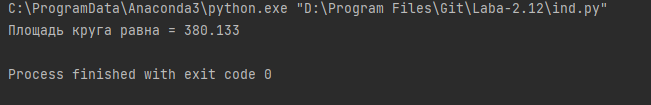 C:\ProgramData\Anaconda3\python.exe "D:\Program Files\Git\Laba-2.12\ind.py"
Площадь круга равна = 380.133
Process finished with exit code 0